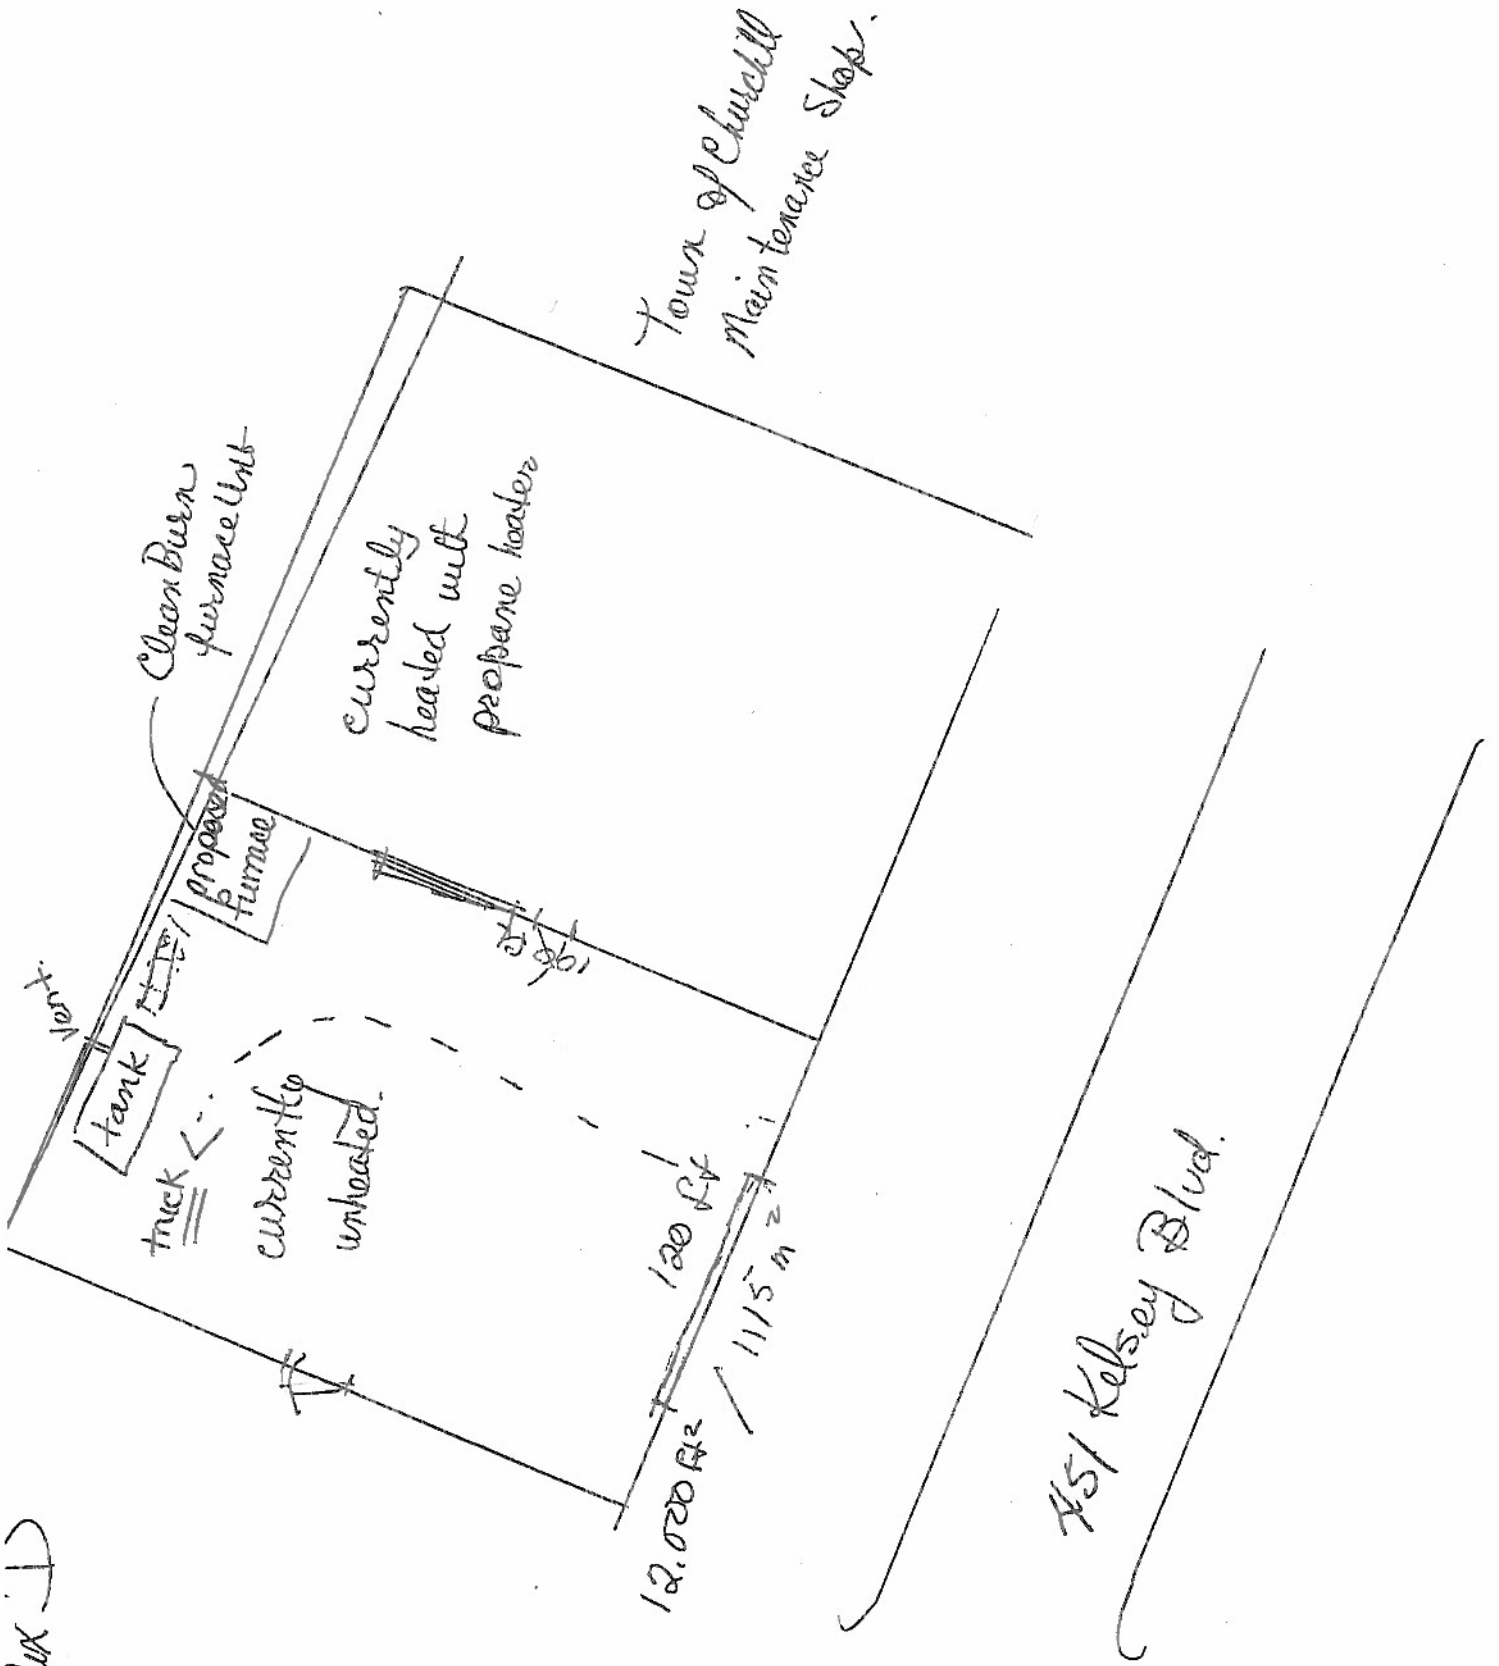 Town of Churchill
Maintenance Shop.
Clean Burn
furnace Unit
currently
heated with
propane heater
proposed
furnace
vent.
tank
truck
currently
unheated.
120 ft
12.000 ft²
/ 1115 m²
451 Kelsey Blvd.